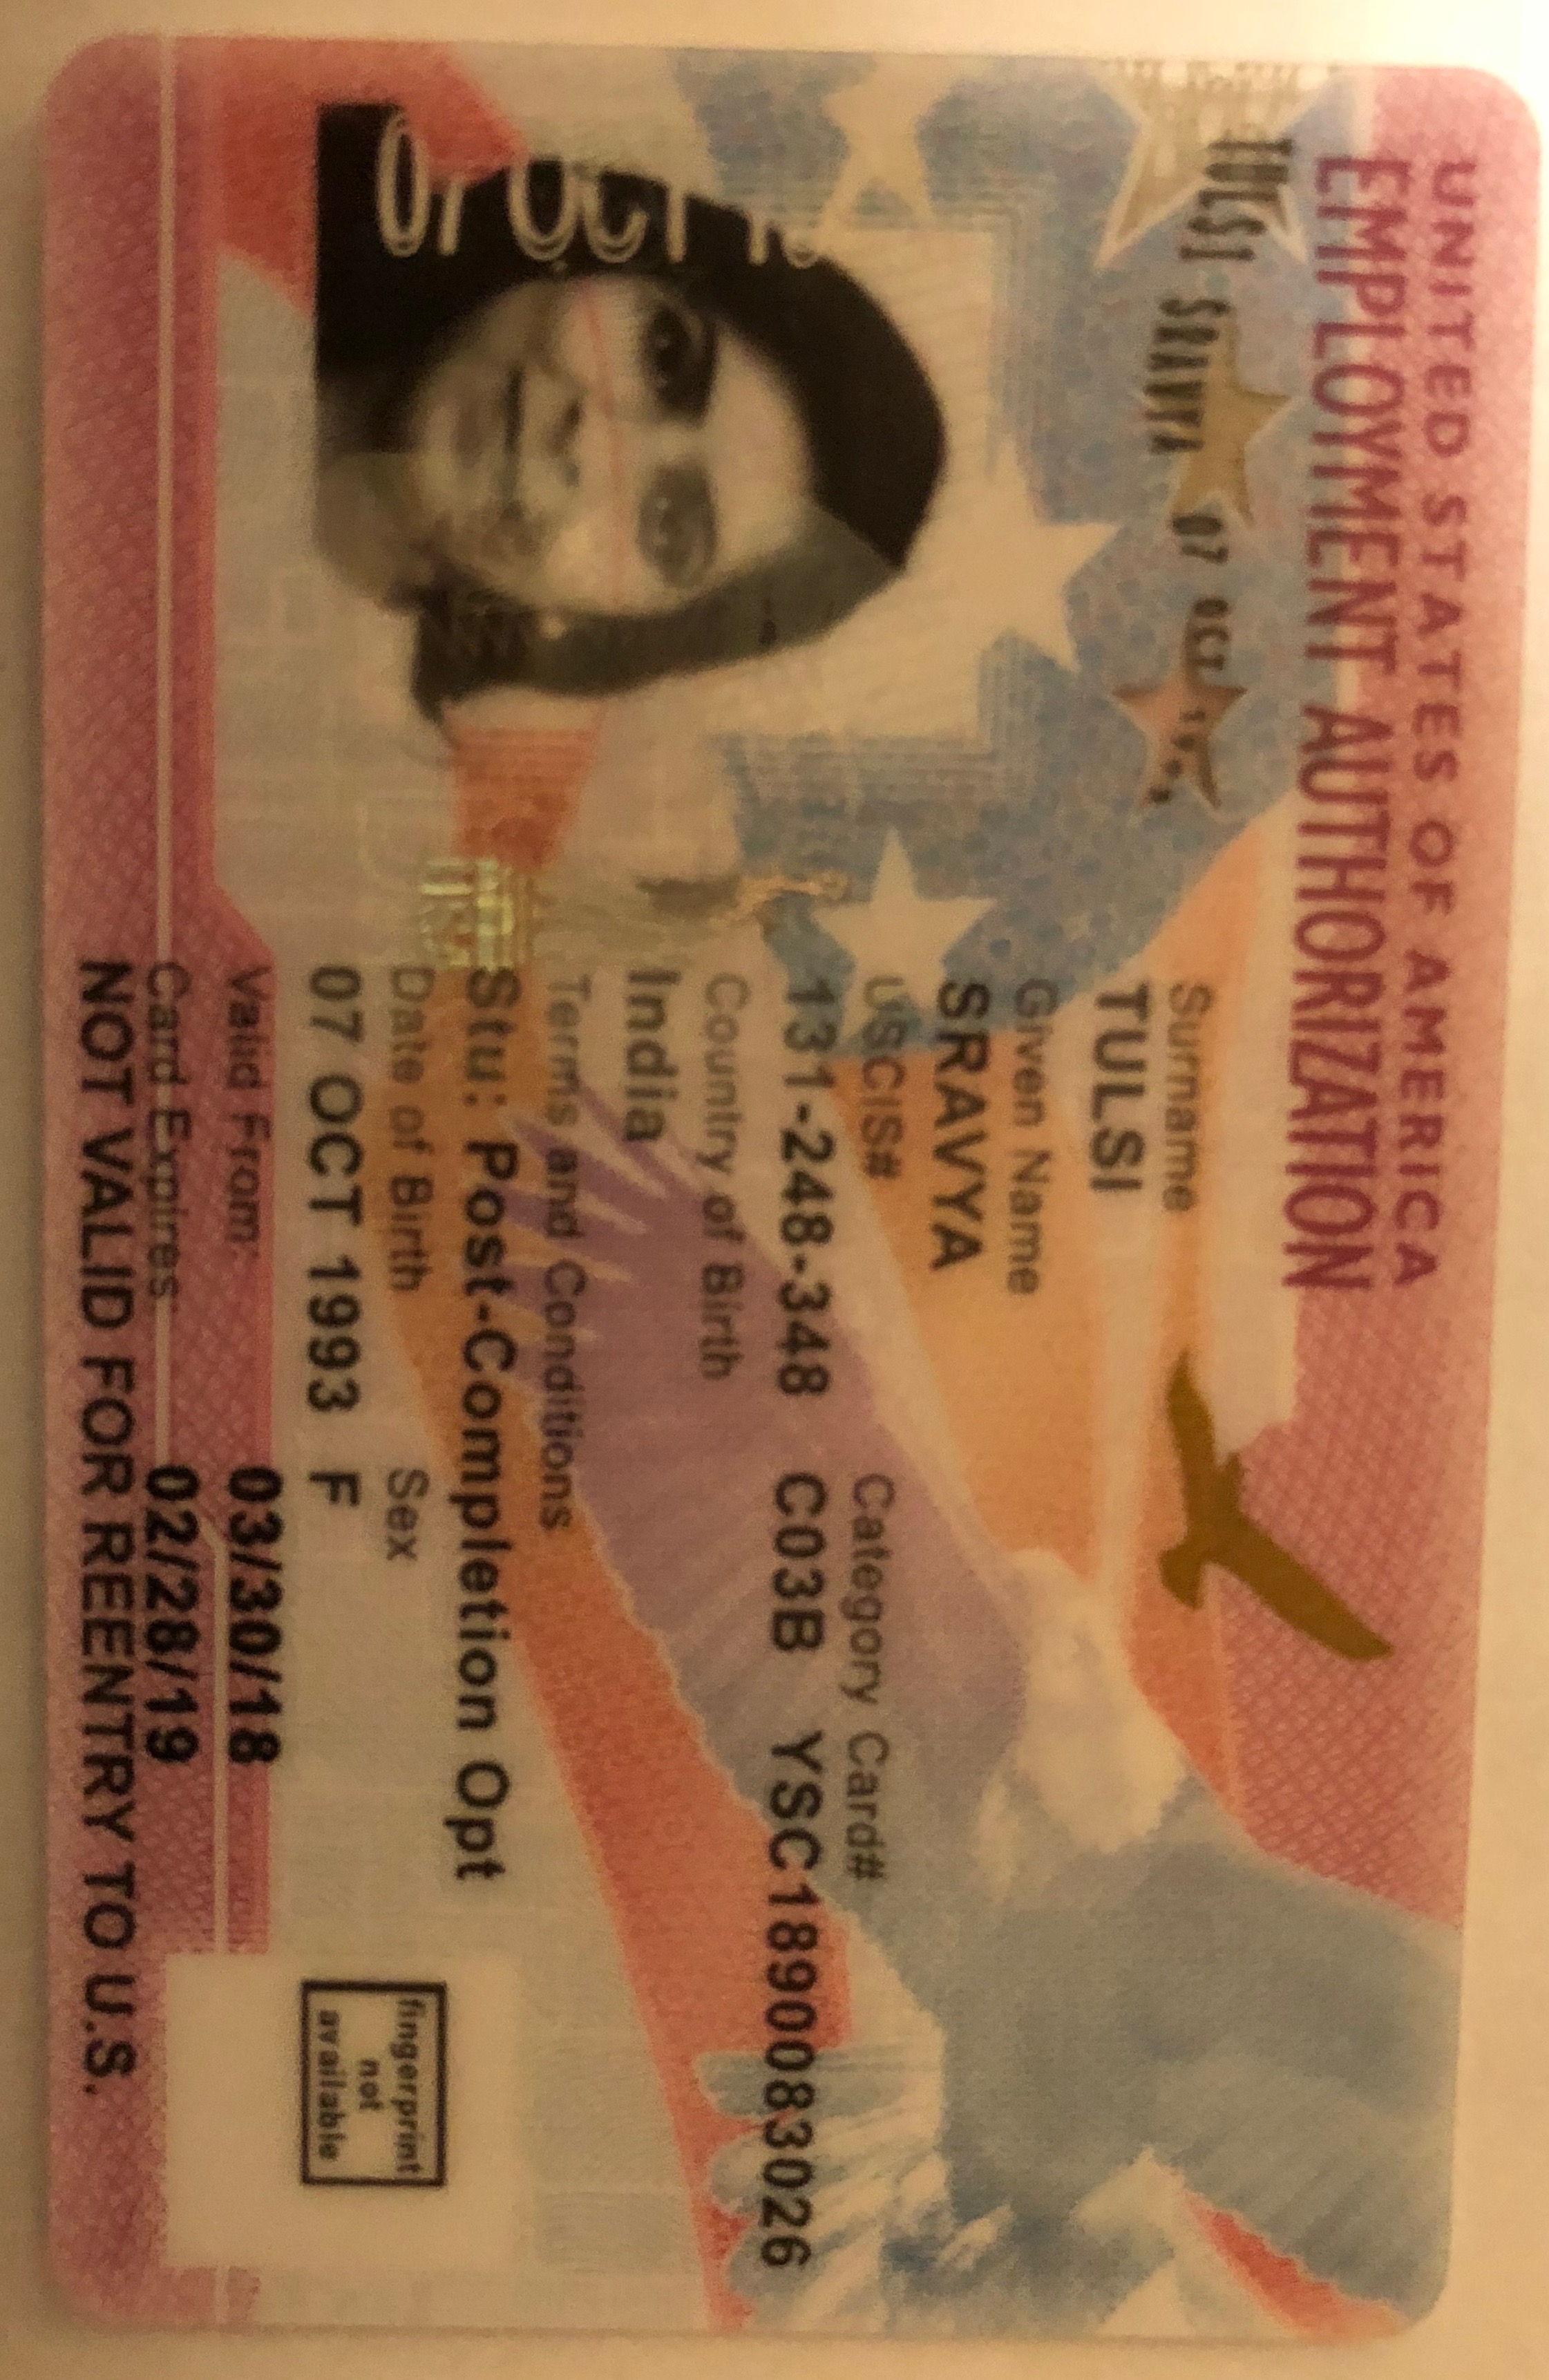 UNITED STATES OF AMERICA
EMPLOYMENT AUTHORIZATION
TULSI SRAVYA 07 OCT
Surname
TULSI
Given Name
SRAVYA
USCIS# Category Card#
131-248-348 C03B YSC1890083026
Country of Birth
India
Terms and Conditions
Stu: Post-Completion Opt
Date of Birth Sex
07 OCT 1993 F
07 OCT
Valid From: 03/30/18
Card Expires: 02/28/19
NOT VALID FOR REENTRY TO U.S.
fingerprint
not
available